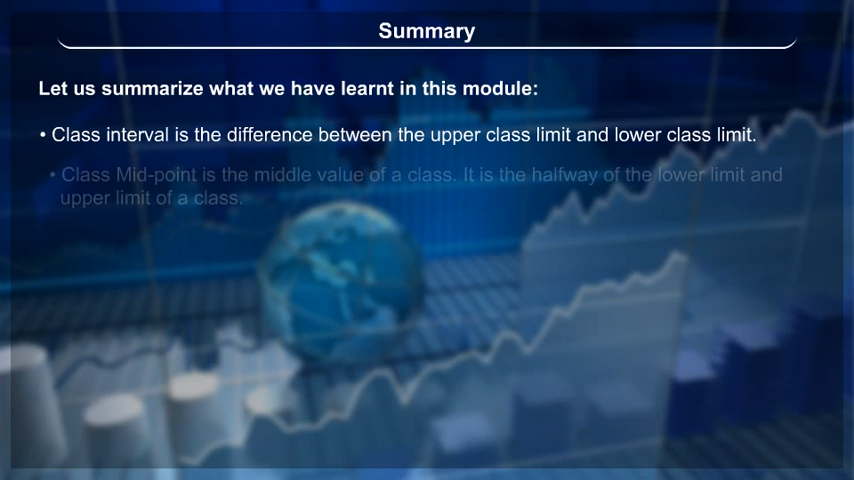 Summary
Let us summarize what we have learnt in this module:
• Class interval is the difference between the upper class limit and lower class limit.
• Class Mid-point is the middle value of a class. It is the halfway of the lower limit and
upper limit of a class.